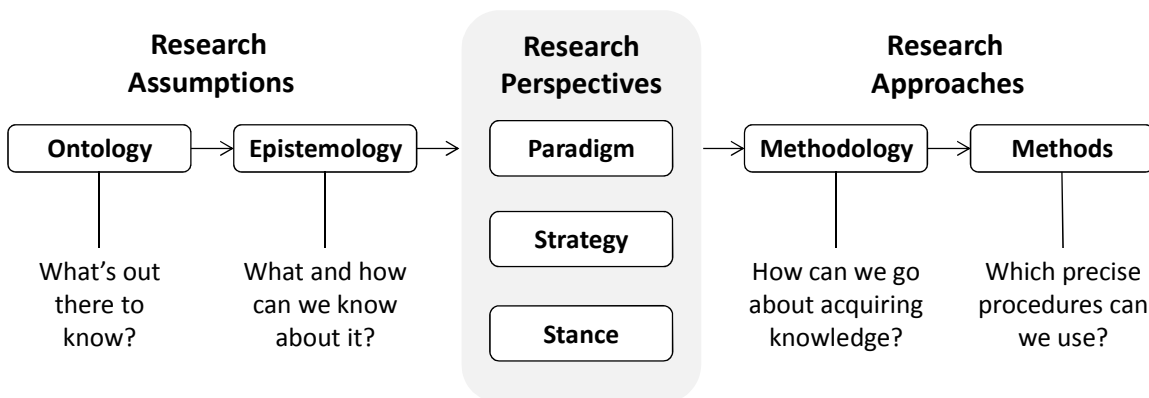 Research
Assumptions
Research
Perspectives
Research
Approaches
Ontology
Epistemology
Paradigm
Methodology
Methods
Strategy
Stance
What’s out
there to
know?
What and how
can we know
about it?
How can we go
about acquiring
knowledge?
Which precise
procedures can
we use?